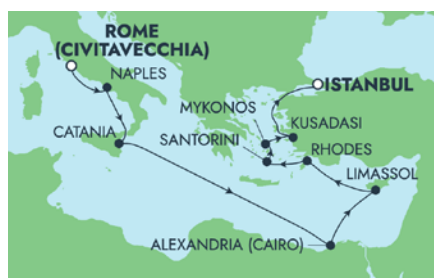 ROME
(CIVITAVECCHIA)
NAPLES
ISTANBUL
MYKONOS
KUSADASI
CATANIA
SANTORINI
RHODES
LIMASSOL
ALEXANDRIA (CAIRO)